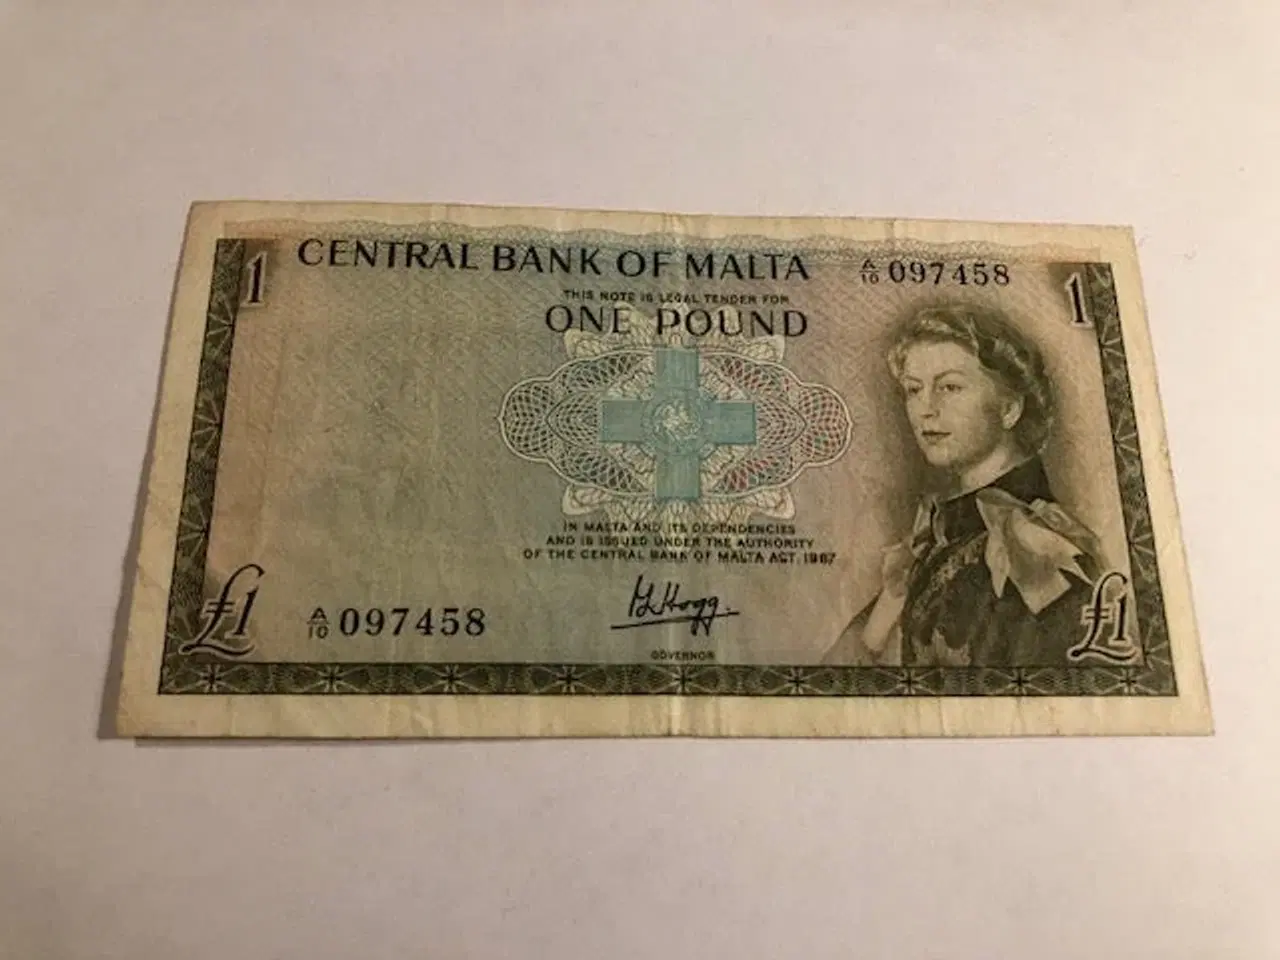 1 CENTRAL BANK OF MALTA A/10 097458 1
THIS NOTE IS LEGAL TENDER FOR
ONE POUND
IN MALTA AND ITS DEPENDENCIES
AND IS ISSUED UNDER THE AUTHORITY
OF THE CENTRAL BANK OF MALTA ACT, 1967
£1 A/10 097458 £1
GOVERNOR